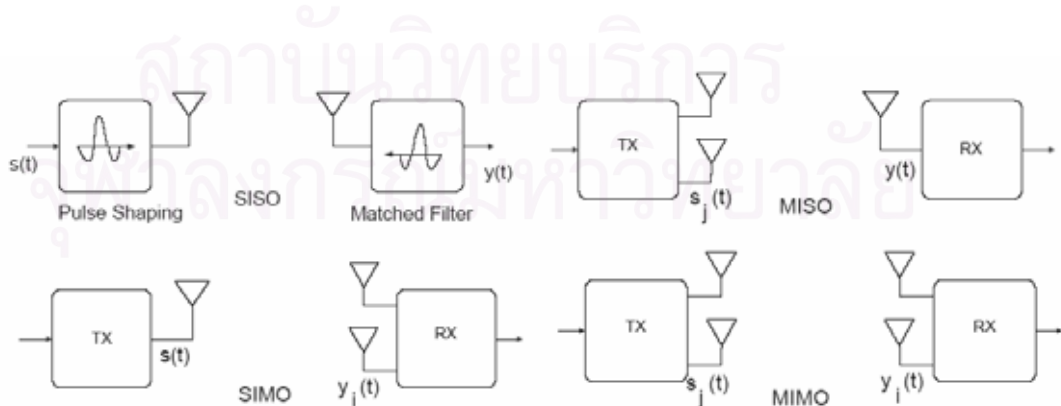 สถาบันวิทยบริการ
จุฬาลงกรณ์มหาวิทยาลัย
s(t)
Pulse Shaping
SISO
y(t)
Matched Filter
TX
s_j(t)
MISO
y(t)
RX
TX
s(t)
SIMO
y_i(t)
RX
TX
s_j(t)
MIMO
y_i(t)
RX